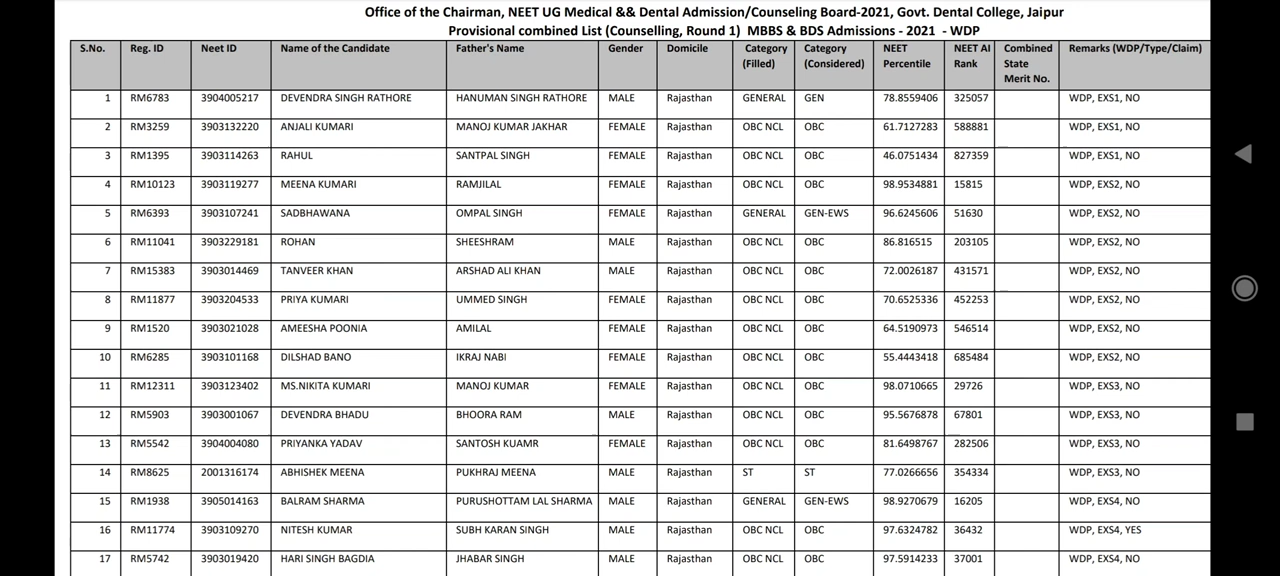 Office of the Chairman, NEET UG Medical && Dental Admission/Counseling Board-2021, Govt. Dental College, Jaipur
Provisional combined List (Counselling, Round 1) MBBS & BDS Admissions - 2021 - WDP
S.No. Reg. ID Neet ID Name of the Candidate Father's Name Gender Domicile Category (Filled) Category (Considered) NEET Percentile NEET AI Rank Combined State Merit No. Remarks (WDP/Type/Claim)
1 RM6783 3904005217 DEVENDRA SINGH RATHORE HANUMAN SINGH RATHORE MALE Rajasthan GENERAL GEN 78.8559406 325057 WDP, EXS1, NO
2 RM3259 3903132220 ANJALI KUMARI MANOJ KUMAR JAKHAR FEMALE Rajasthan OBC NCL OBC 61.7127283 588881 WDP, EXS1, NO
3 RM1395 3903114263 RAHUL SANTPAL SINGH FEMALE Rajasthan OBC NCL OBC 46.0751434 827359 WDP, EXS1, NO
4 RM10123 3903119277 MEENA KUMARI RAMJILAL FEMALE Rajasthan OBC NCL OBC 98.9534881 15815 WDP, EXS2, NO
5 RM6393 3903107241 SADBHAWANA OMPAL SINGH FEMALE Rajasthan GENERAL GEN-EWS 96.6245606 51630 WDP, EXS2, NO
6 RM11041 3903229181 ROHAN SHEESHRAM MALE Rajasthan OBC NCL OBC 86.816515 203105 WDP, EXS2, NO
7 RM15383 3903014469 TANVEER KHAN ARSHAD ALI KHAN MALE Rajasthan OBC NCL OBC 72.0026187 431571 WDP, EXS2, NO
8 RM11877 3903204533 PRIYA KUMARI UMMED SINGH FEMALE Rajasthan OBC NCL OBC 70.6525336 452253 WDP, EXS2, NO
9 RM1520 3903021028 AMEESHA POONIA AMILAL FEMALE Rajasthan OBC NCL OBC 64.5190973 546514 WDP, EXS2, NO
10 RM6285 3903101168 DILSHAD BANO IKRAJ NABI FEMALE Rajasthan OBC NCL OBC 55.4443418 685484 WDP, EXS2, NO
11 RM12311 3903123402 MS.NIKITA KUMARI MANOJ KUMAR FEMALE Rajasthan OBC NCL OBC 98.0710665 29726 WDP, EXS3, NO
12 RM5903 3903001067 DEVENDRA BHADU BHOORA RAM MALE Rajasthan OBC NCL OBC 95.5676878 67801 WDP, EXS3, NO
13 RM5542 3904004080 PRIYANKA YADAV SANTOSH KUAMR FEMALE Rajasthan OBC NCL OBC 81.6498767 282506 WDP, EXS3, NO
14 RM8625 2001316174 ABHISHEK MEENA PUKHRAJ MEENA MALE Rajasthan ST ST 77.0266656 354334 WDP, EXS3, NO
15 RM1938 3905014163 BALRAM SHARMA PURUSHOTTAM LAL SHARMA MALE Rajasthan GENERAL GEN-EWS 98.9270679 16205 WDP, EXS4, NO
16 RM11774 3903109270 NITESH KUMAR SUBH KARAN SINGH MALE Rajasthan OBC NCL OBC 97.6324782 36432 WDP, EXS4, YES
17 RM5742 3903019420 HARI SINGH BAGDIA JHABAR SINGH MALE Rajasthan OBC NCL OBC 97.5914233 37001 WDP, EXS4, NO